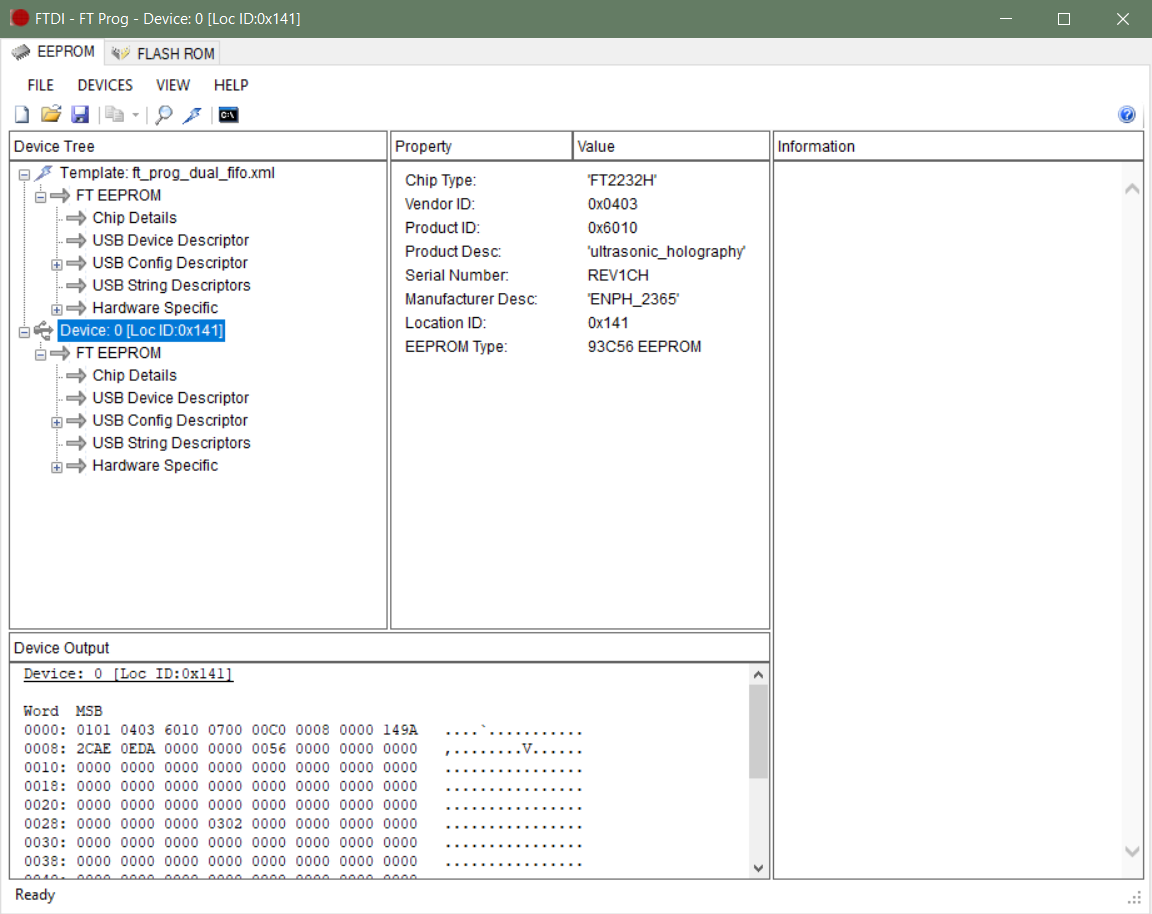 FTDI - FT Prog - Device: 0 [Loc ID:0x141]
EEPROM FLASH ROM
FILE DEVICES VIEW HELP
C:\
Device Tree
Template: ft_prog_dual_fifo.xml
FT EEPROM
Chip Details
USB Device Descriptor
USB Config Descriptor
USB String Descriptors
Hardware Specific
Device: 0 [Loc ID:0x141]
FT EEPROM
Chip Details
USB Device Descriptor
USB Config Descriptor
USB String Descriptors
Hardware Specific
Property Value
Chip Type: 'FT2232H'
Vendor ID: 0x0403
Product ID: 0x6010
Product Desc: 'ultrasonic_holography'
Serial Number: REV1CH
Manufacturer Desc: 'ENPH_2365'
Location ID: 0x141
EEPROM Type: 93C56 EEPROM
Information
Device Output
Device: 0 [Loc ID:0x141]
Word MSB
0000: 0101 0403 6010 0700 00C0 0008 0000 149A ....`...........
0008: 2CAE 0EDA 0000 0000 0056 0000 0000 0000 ,........V......
0010: 0000 0000 0000 0000 0000 0000 0000 0000 ................
0018: 0000 0000 0000 0000 0000 0000 0000 0000 ................
0020: 0000 0000 0000 0000 0000 0000 0000 0000 ................
0028: 0000 0000 0000 0302 0000 0000 0000 0000 ................
0030: 0000 0000 0000 0000 0000 0000 0000 0000 ................
0038: 0000 0000 0000 0000 0000 0000 0000 0000 ................
Ready